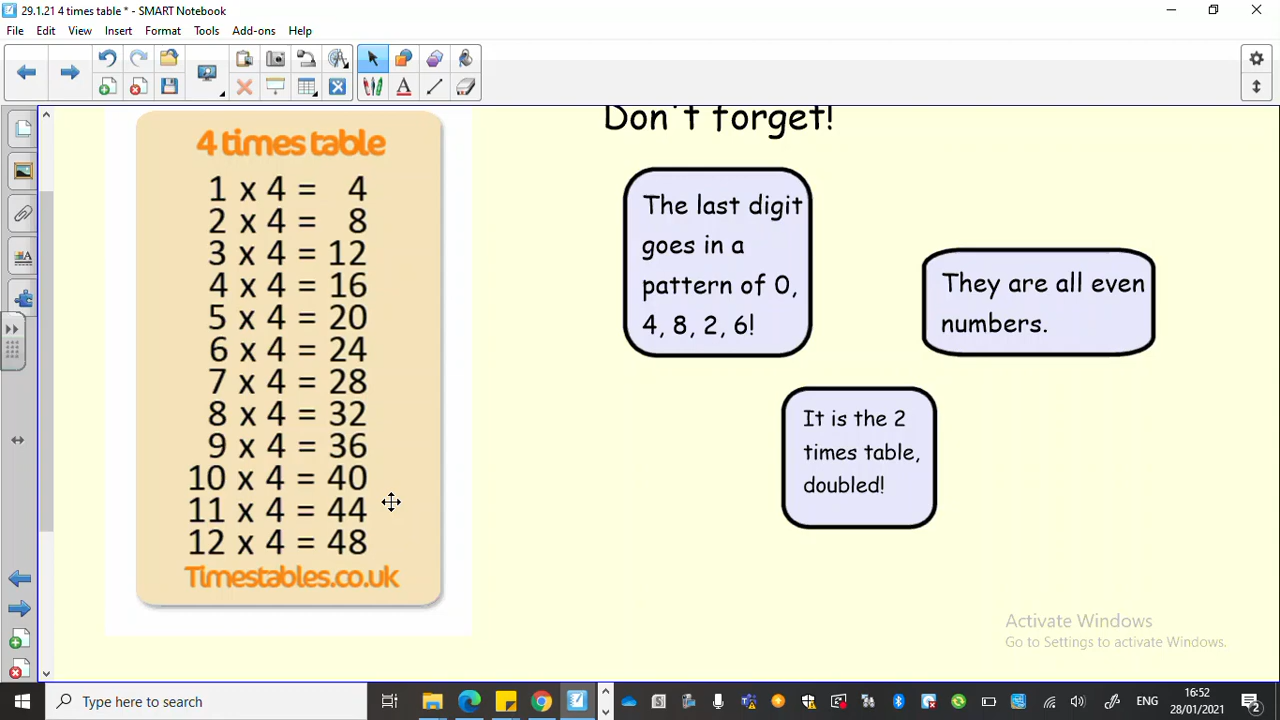 29.1.21 4 times table * - SMART Notebook
File Edit View Insert Format Tools Add-ons Help
4 times table
1 x 4 = 4
2 x 4 = 8
3 x 4 = 12
4 x 4 = 16
5 x 4 = 20
6 x 4 = 24
7 x 4 = 28
8 x 4 = 32
9 x 4 = 36
10 x 4 = 40
11 x 4 = 44
12 x 4 = 48
Timestables.co.uk
Don't forget!
The last digit
goes in a
pattern of 0,
4, 8, 2, 6!
They are all even
numbers.
It is the 2
times table,
doubled!
Activate Windows
Go to Settings to activate Windows.
Type here to search
ENG
16:52
28/01/2021
2